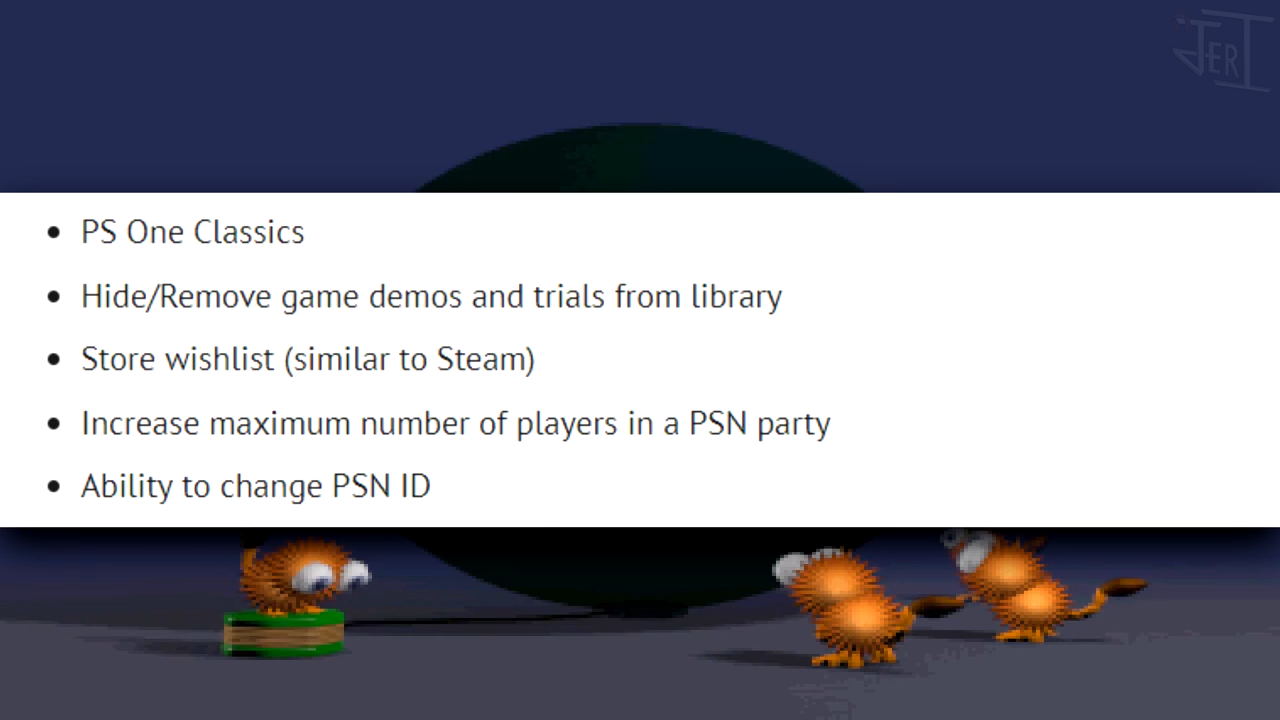 JERT
• PS One Classics
• Hide/Remove game demos and trials from library
• Store wishlist (similar to Steam)
• Increase maximum number of players in a PSN party
• Ability to change PSN ID